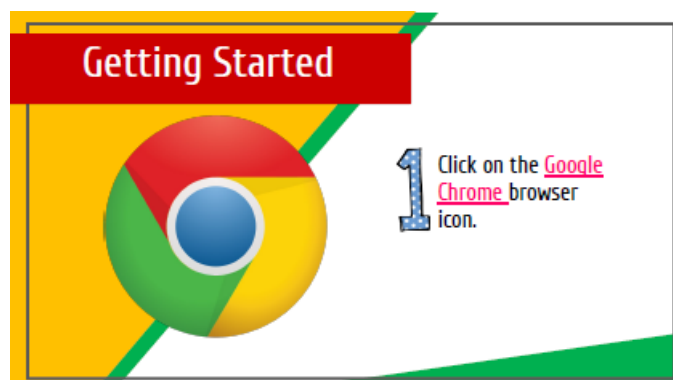 Getting Started
1
Click on the Google
Chrome browser
icon.